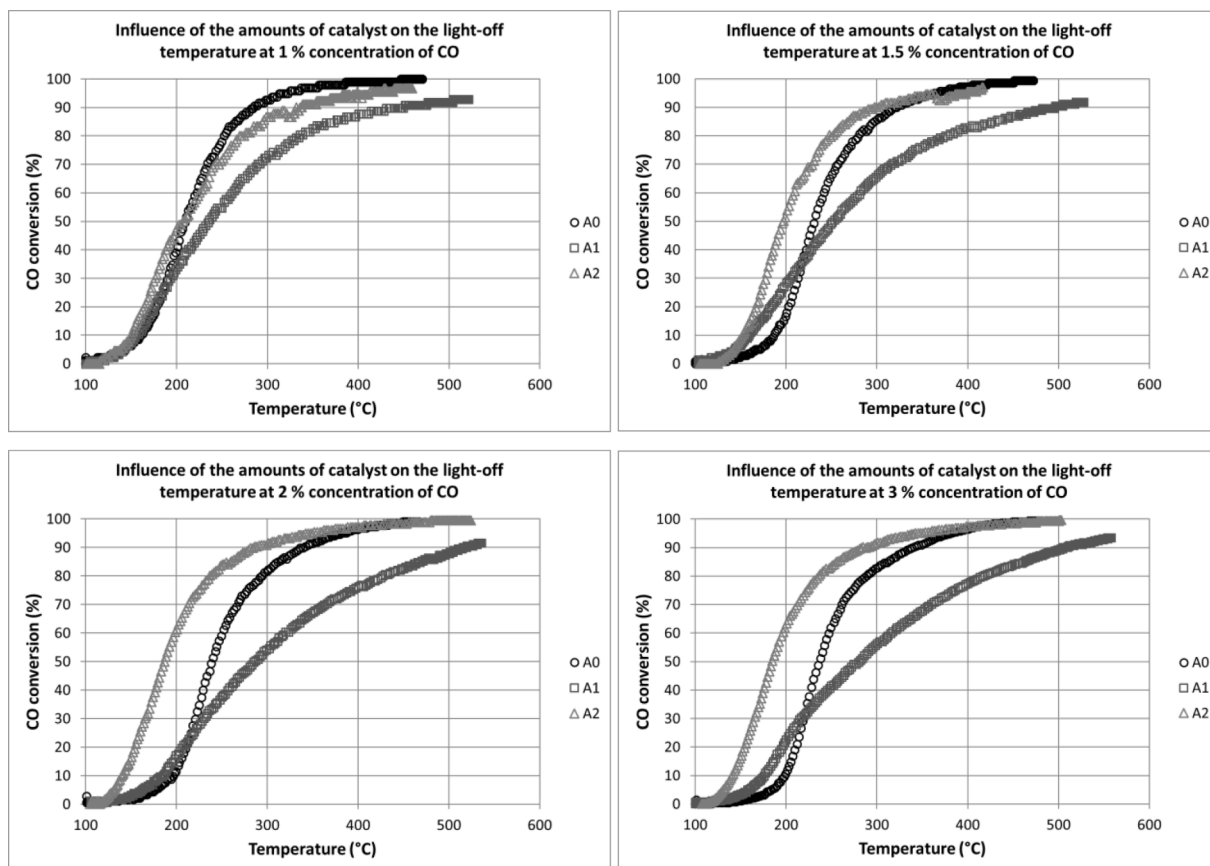 Influence of the amounts of catalyst on the light-off
temperature at 1 % concentration of CO
CO conversion (%)
100
90
80
70
60
50
40
30
20
10
0
100 200 300 400 500 600
Temperature (°C)
A0
A1
A2
Influence of the amounts of catalyst on the light-off
temperature at 1.5 % concentration of CO
CO conversion (%)
100
90
80
70
60
50
40
30
20
10
0
100 200 300 400 500 600
Temperature (°C)
A0
A1
A2
Influence of the amounts of catalyst on the light-off
temperature at 2 % concentration of CO
CO conversion (%)
100
90
80
70
60
50
40
30
20
10
0
100 200 300 400 500 600
Temperature (°C)
A0
A1
A2
Influence of the amounts of catalyst on the light-off
temperature at 3 % concentration of CO
CO conversion (%)
100
90
80
70
60
50
40
30
20
10
0
100 200 300 400 500 600
Temperature (°C)
A0
A1
A2